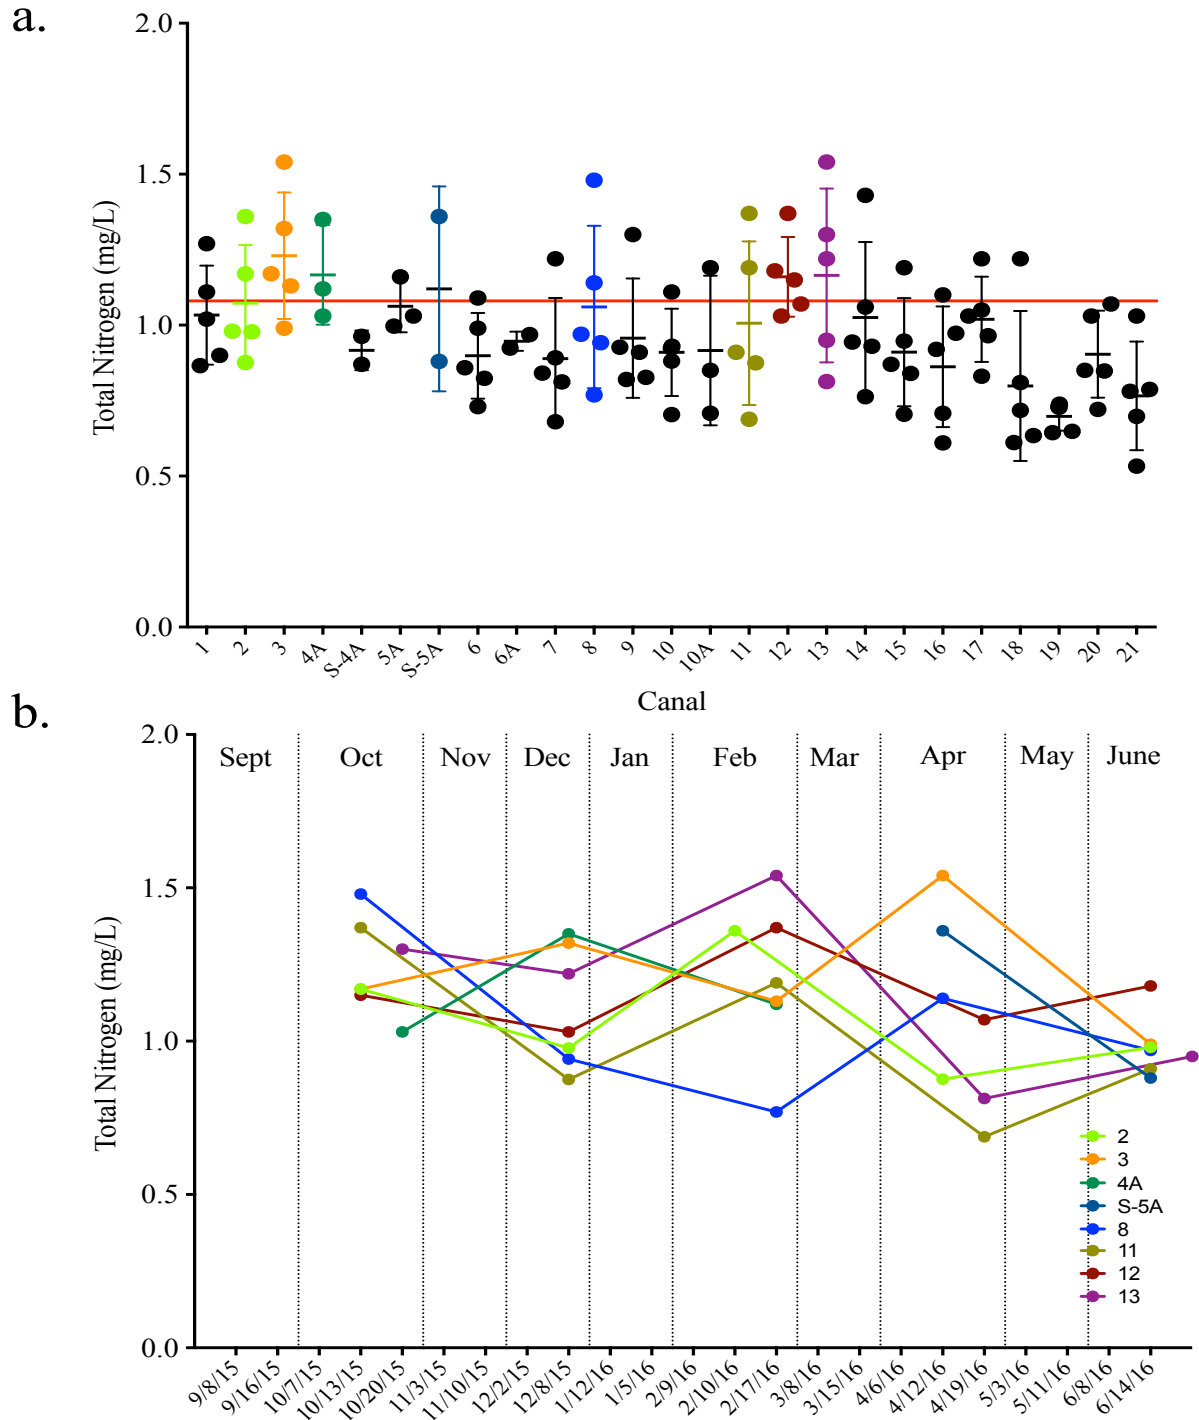 a.
2.0
1.5
1.0
0.5
0.0
Total Nitrogen (mg/L)
1 2 3 4A S-4A 5A S-5A 6 6A 7 8 9 10 10A 11 12 13 14 15 16 17 18 19 20 21
Canal
b.
2.0
1.5
1.0
0.5
0.0
Total Nitrogen (mg/L)
Sept Oct Nov Dec Jan Feb Mar Apr May June
2
3
4A
S-5A
8
11
12
13
9/8/15 9/16/15 10/7/15 10/13/15 10/20/15 11/3/15 11/10/15 12/2/15 12/8/15 1/12/16 1/5/16 2/9/16 2/10/16 2/17/16 3/8/16 3/15/16 4/6/16 4/12/16 4/19/16 5/3/16 5/11/16 6/8/16 6/14/16